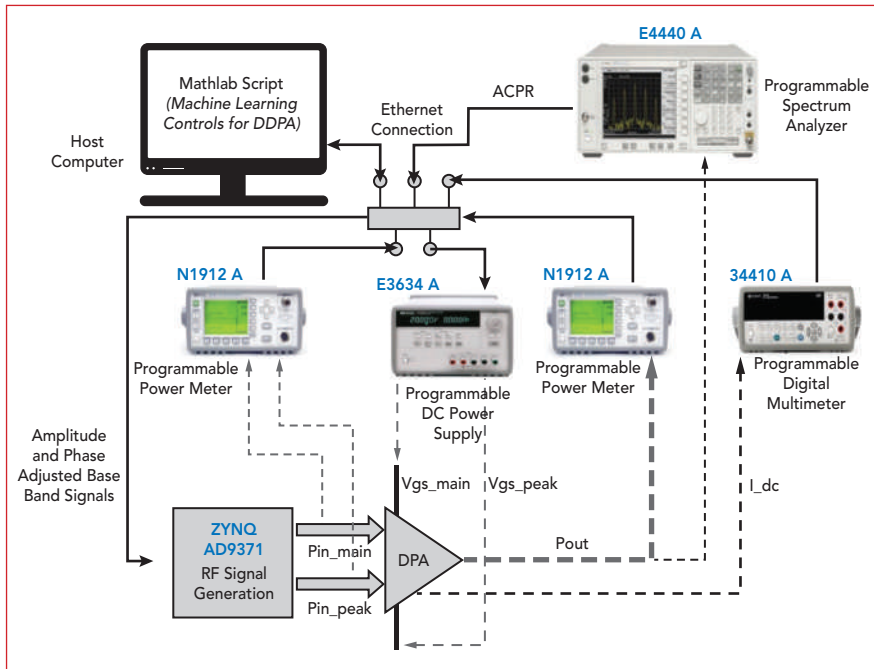 E4440 A
Mathlab Script
(Machine Learning
Controls for DDPA)
Host
Computer
Ethernet
Connection
ACPR
Programmable
Spectrum
Analyzer
N1912 A
E3634 A
N1912 A
34410 A
Programmable
Power Meter
Programmable
DC Power
Supply
Programmable
Power Meter
Programmable
Digital
Multimeter
Amplitude
and Phase
Adjusted Base
Band Signals
Vgs_main
Vgs_peak
I_dc
ZYNQ
AD9371
RF Signal
Generation
Pin_main
Pin_peak
DPA
Pout